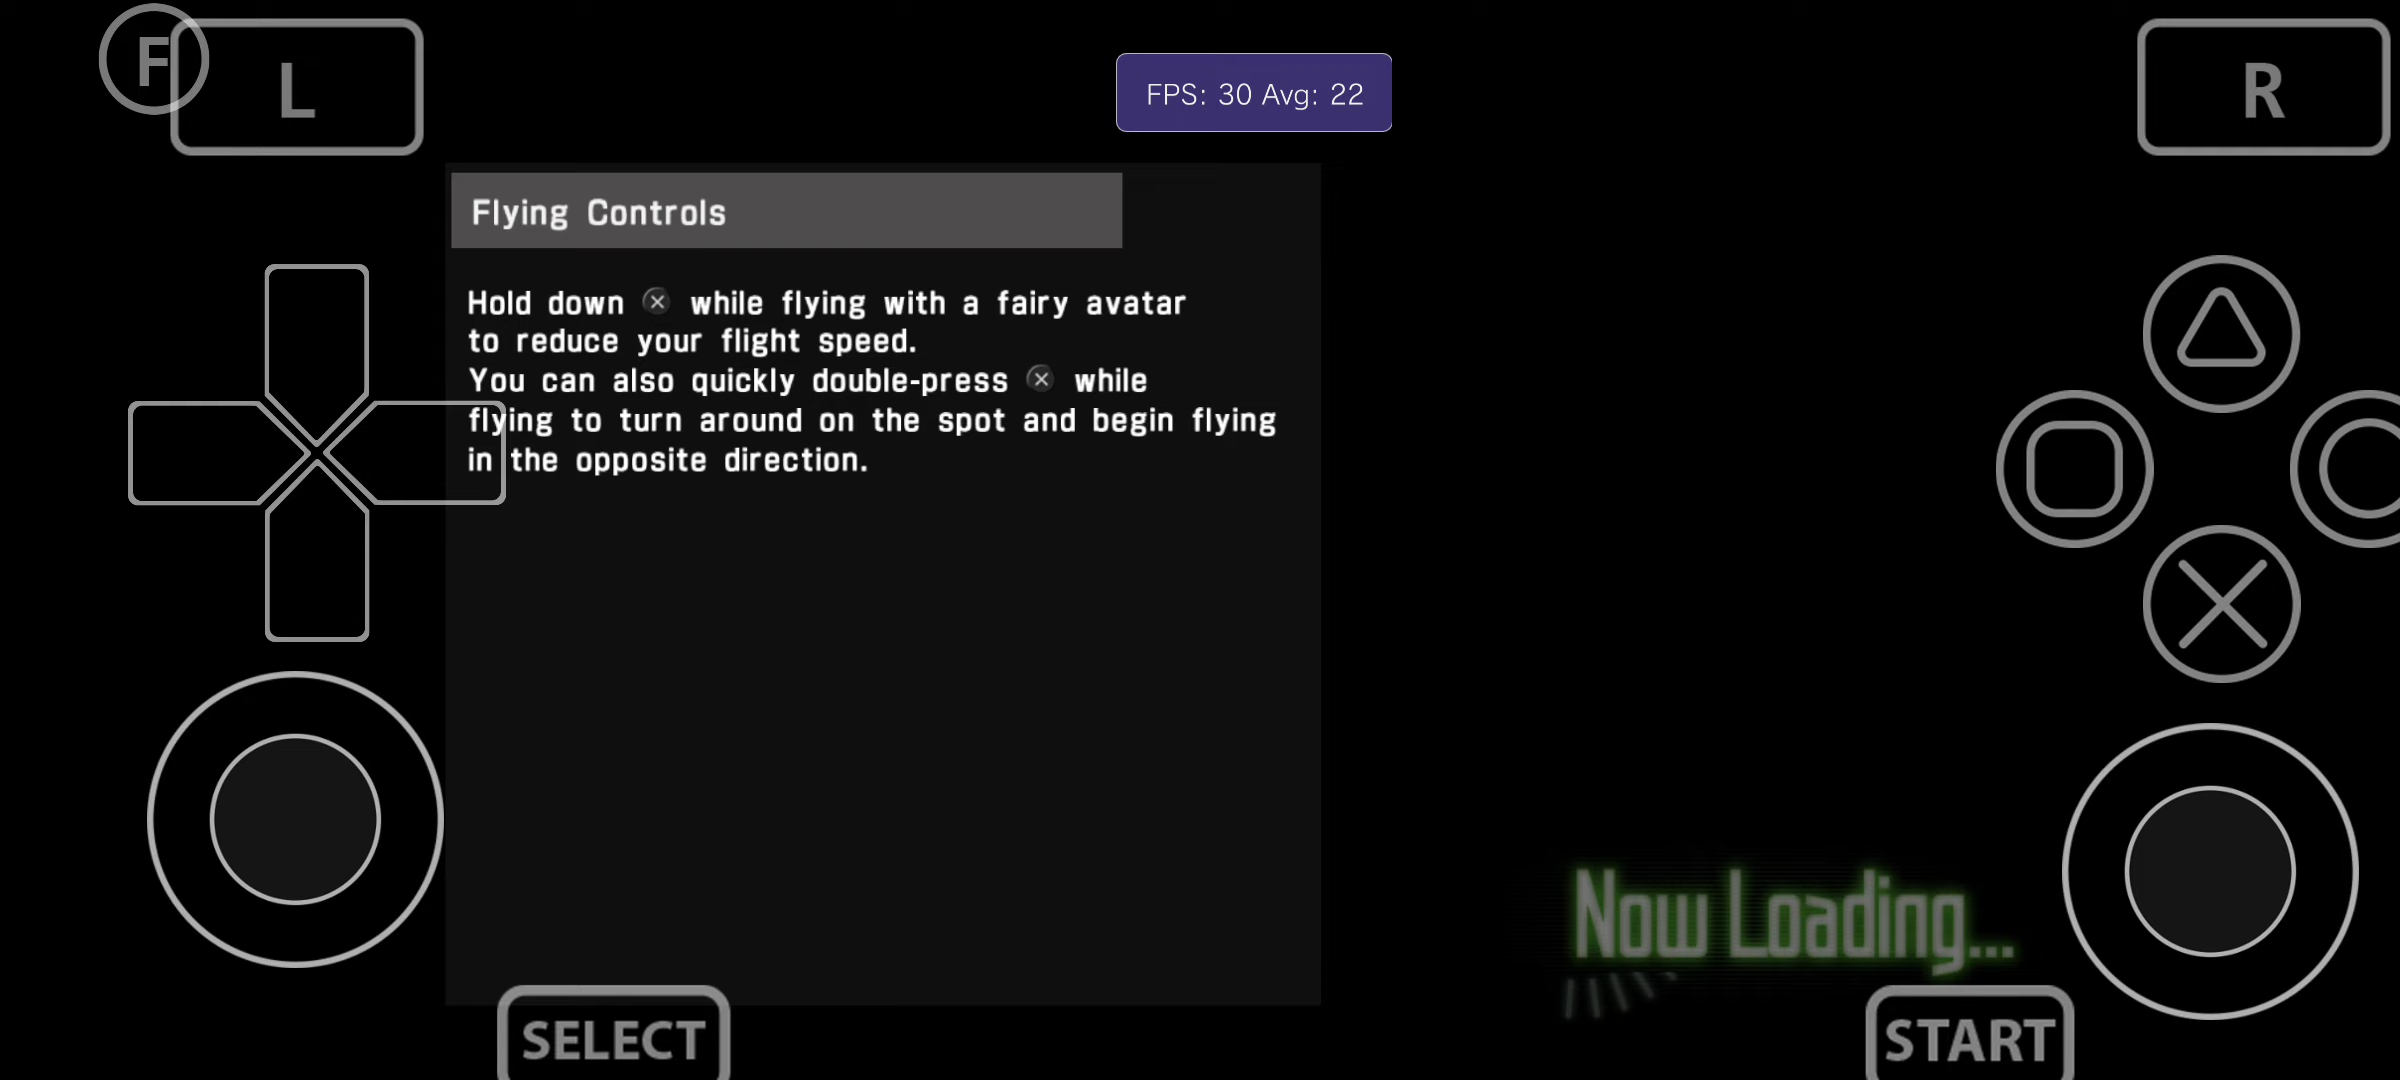 F
L
FPS: 30 Avg: 22
R
Flying Controls
Hold down ⓧ while flying with a fairy avatar
to reduce your flight speed.
You can also quickly double-press ⓧ while
flying to turn around on the spot and begin flying
in the opposite direction.
Now Loading...
SELECT
START